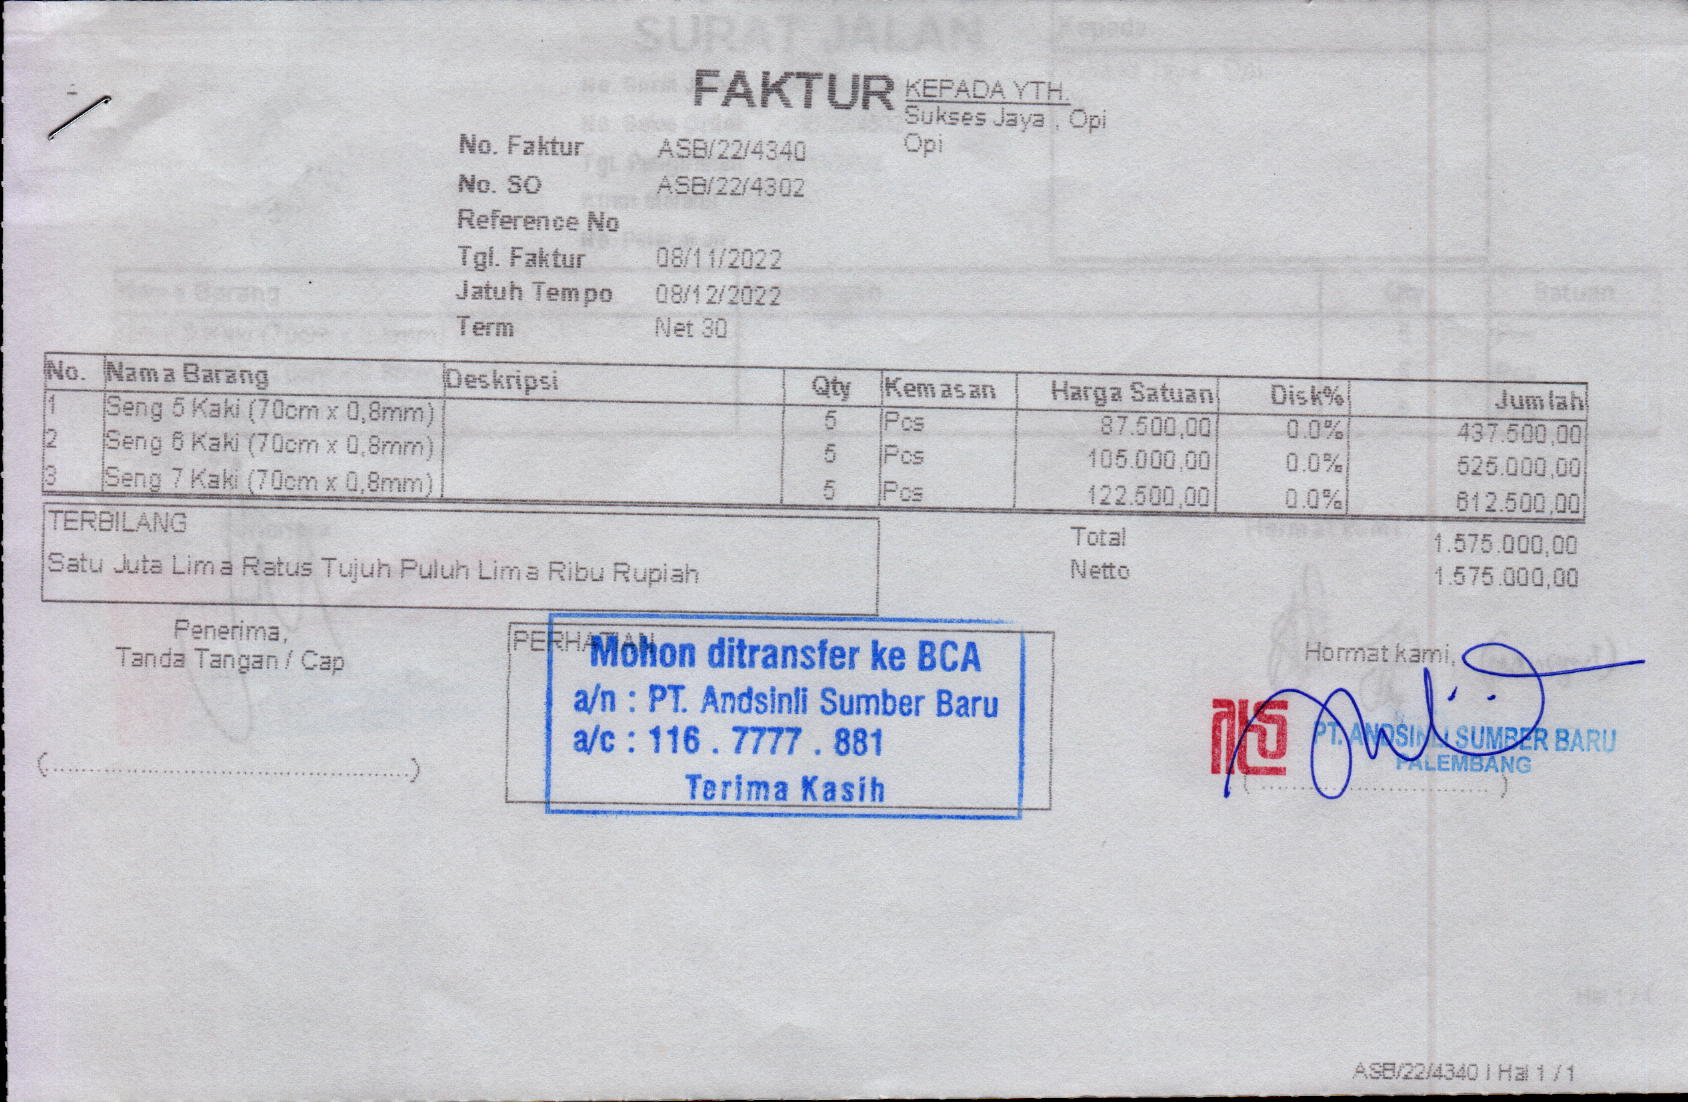 SURAT JALAN
Kepada
FAKTUR
KEPADA YTH.
Sukses Jaya , Opi
Opi
No. Faktur ASB/22/4340
No. SO ASB/22/4302
Reference No
Tgl. Faktur 08/11/2022
Jatuh Tempo 08/12/2022
Term Net 30
No. Nama Barang Deskripsi Qty Kemasan Harga Satuan Disk% Jumlah
1 Seng 5 Kaki (70cm x 0,8mm) 5 Pcs 87.500,00 0.0% 437.500,00
2 Seng 6 Kaki (70cm x 0,8mm) 5 Pcs 105.000,00 0.0% 525.000,00
3 Seng 7 Kaki (70cm x 0,8mm) 5 Pcs 122.500,00 0.0% 612.500,00
TERBILANG
Satu Juta Lima Ratus Tujuh Puluh Lima Ribu Rupiah
Total 1.575.000,00
Netto 1.575.000,00
Penerima,
Tanda Tangan / Cap
(..........)
PERHATIAN
Mohon ditransfer ke BCA
a/n : PT. Andsinli Sumber Baru
a/c : 116 . 7777 . 881
Terima Kasih
Hormat kami,
PT. ANDSINLI SUMBER BARU
PALEMBANG
(..........)
ASB/22/4340 | Hal 1 / 1